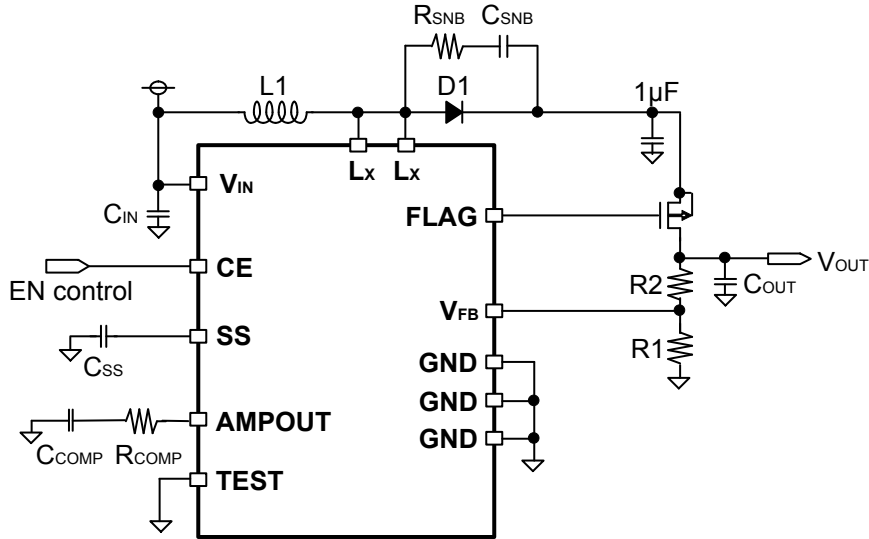 RSNB CSNB
L1
D1
1µF
LX LX
VIN
CIN
FLAG
CE
EN control
VOUT
R2
COUT
VFB
SS
CSS
R1
GND
GND
GND
AMPOUT
CCOMP RCOMP
TEST